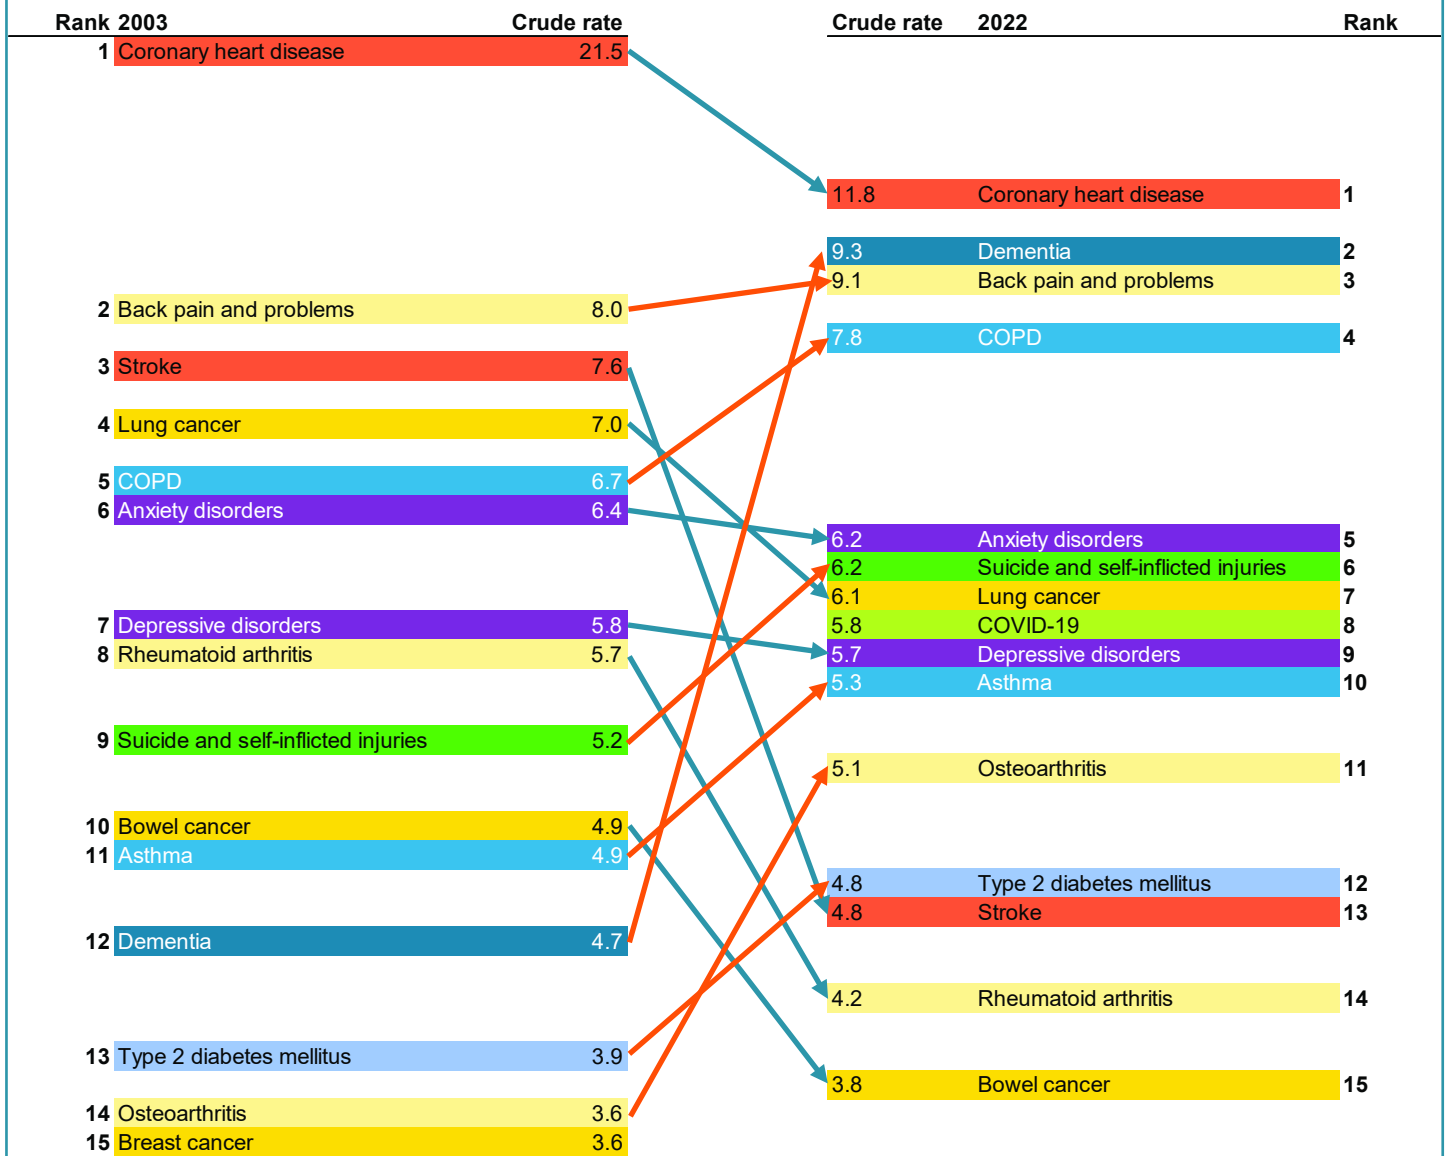 Rank 2003 Crude rate Crude rate 2022 Rank
1 Coronary heart disease 21.5
11.8 Coronary heart disease 1
9.3 Dementia 2
9.1 Back pain and problems 3
2 Back pain and problems 8.0
7.8 COPD 4
3 Stroke 7.6
4 Lung cancer 7.0
5 COPD 6.7
6 Anxiety disorders 6.4
6.2 Anxiety disorders 5
6.2 Suicide and self-inflicted injuries 6
6.1 Lung cancer 7
7 Depressive disorders 5.8 5.8 COVID-19 8
8 Rheumatoid arthritis 5.7 5.7 Depressive disorders 9
5.3 Asthma 10
9 Suicide and self-inflicted injuries 5.2
5.1 Osteoarthritis 11
10 Bowel cancer 4.9
11 Asthma 4.9
4.8 Type 2 diabetes mellitus 12
4.8 Stroke 13
12 Dementia 4.7
4.2 Rheumatoid arthritis 14
13 Type 2 diabetes mellitus 3.9
3.8 Bowel cancer 15
14 Osteoarthritis 3.6
15 Breast cancer 3.6